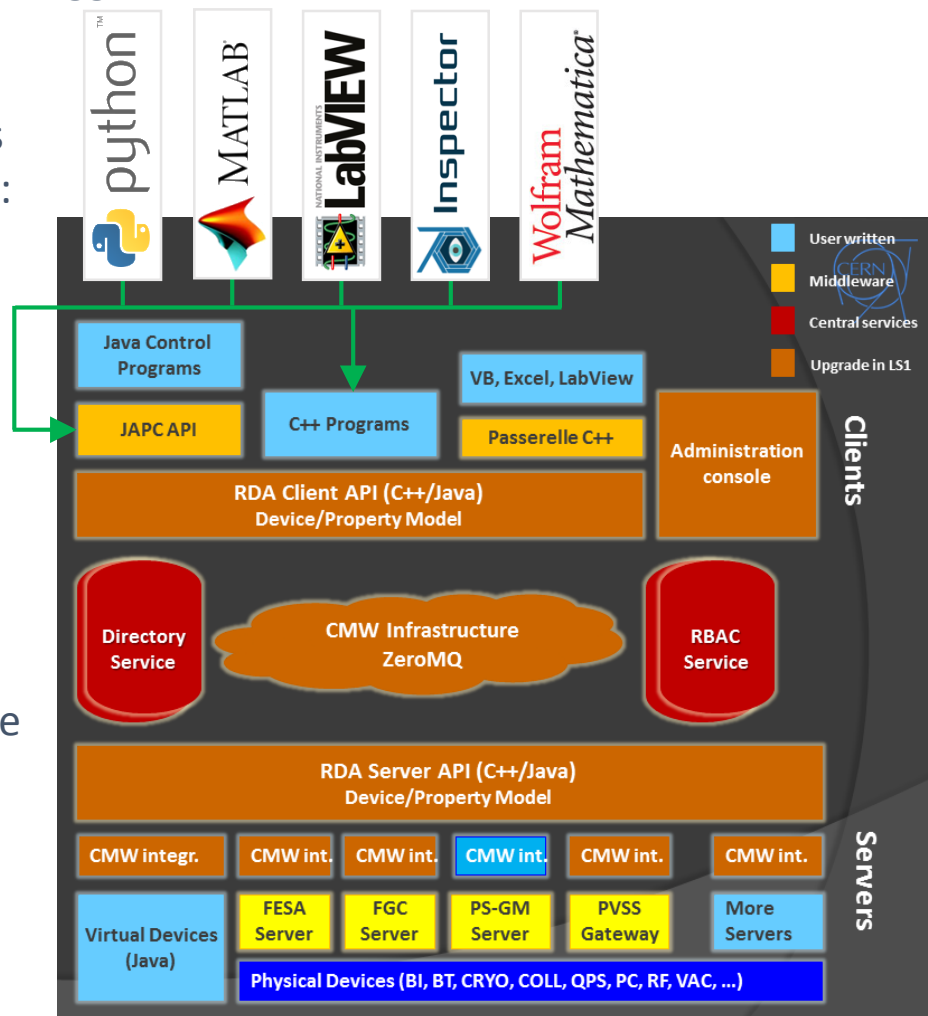 python™
MATLAB®
NATIONAL INSTRUMENTS
LabVIEW™
Inspector
Wolfram
Mathematica®
s
:
User written
CERN
Middleware
Central services
Upgrade in LS1
Java Control
Programs
VB, Excel, LabView
JAPC API
C++ Programs
Passerelle C++
Administration
console
Clients
RDA Client API (C++/Java)
Device/Property Model
Directory
Service
CMW Infrastructure
ZeroMQ
RBAC
Service
e
RDA Server API (C++/Java)
Device/Property Model
Servers
CMW integr.
CMW int.
CMW int.
CMW int.
CMW int.
CMW int.
Virtual Devices
(Java)
FESA
Server
FGC
Server
PS-GM
Server
PVSS
Gateway
More
Servers
Physical Devices (BI, BT, CRYO, COLL, QPS, PC, RF, VAC, ...)